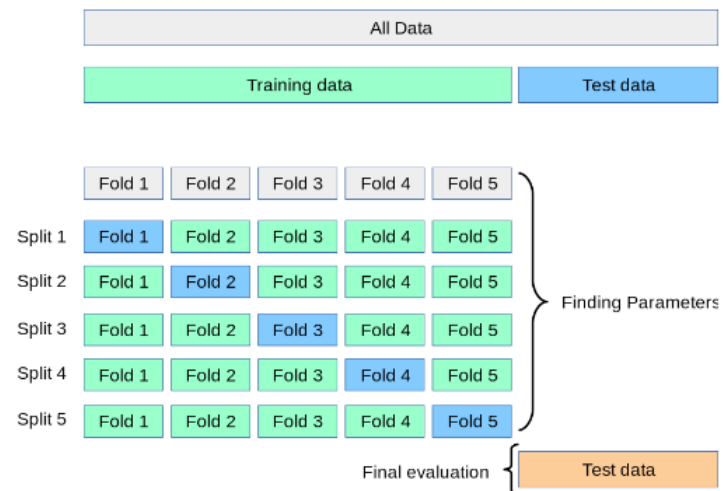 All Data
Training data Test data
Fold 1 Fold 2 Fold 3 Fold 4 Fold 5
Split 1 Fold 1 Fold 2 Fold 3 Fold 4 Fold 5
Split 2 Fold 1 Fold 2 Fold 3 Fold 4 Fold 5
Finding Parameters
Split 3 Fold 1 Fold 2 Fold 3 Fold 4 Fold 5
Split 4 Fold 1 Fold 2 Fold 3 Fold 4 Fold 5
Split 5 Fold 1 Fold 2 Fold 3 Fold 4 Fold 5
Final evaluation Test data